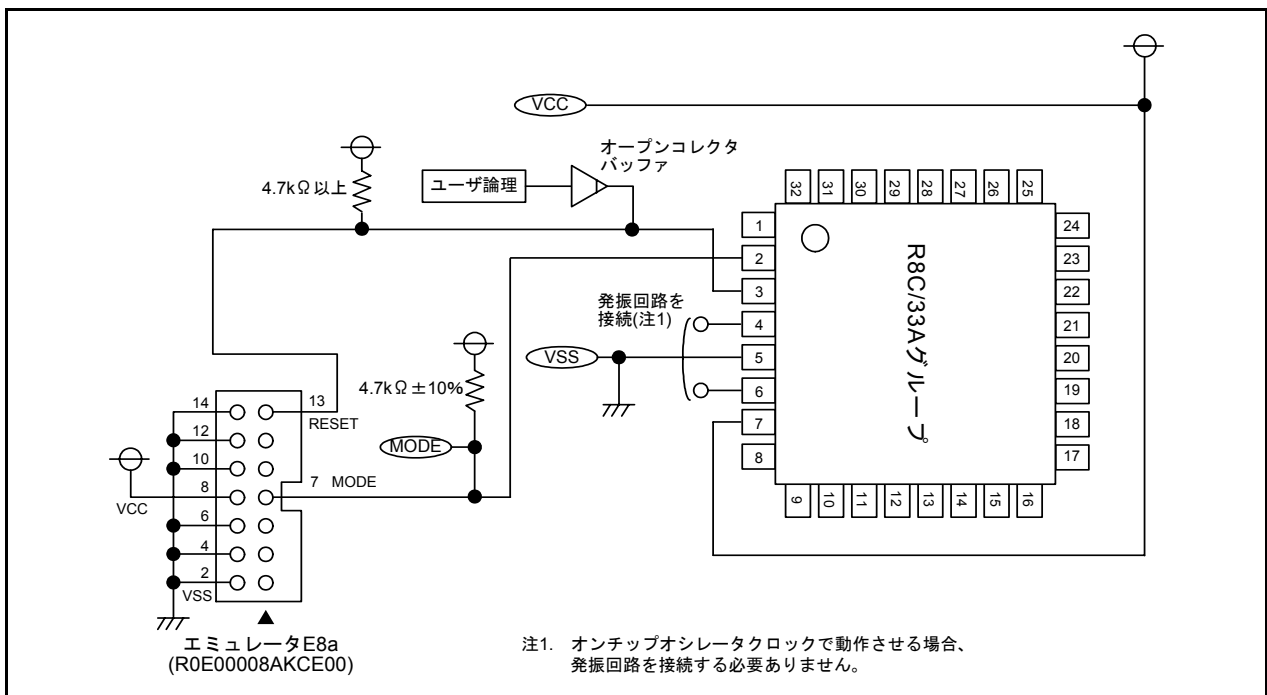 VCC
オープンコレクタ
バッファ
ユーザ論理
4.7kΩ以上
32 31 30 29 28 27 26 25
1
2
3
4
5
6
7
8
24
23
22
21
20
19
18
17
9 10 11 12 13 14 15 16
R8C/33Aグループ
発振回路を
接続(注1)
VSS
4.7kΩ±10%
MODE
14
12
10
8
VCC
6
4
2
VSS
13
RESET
7 MODE
エミュレータE8a
(R0E00008AKCE00)
注1. オンチップオシレータクロックで動作させる場合、
発振回路を接続する必要ありません。